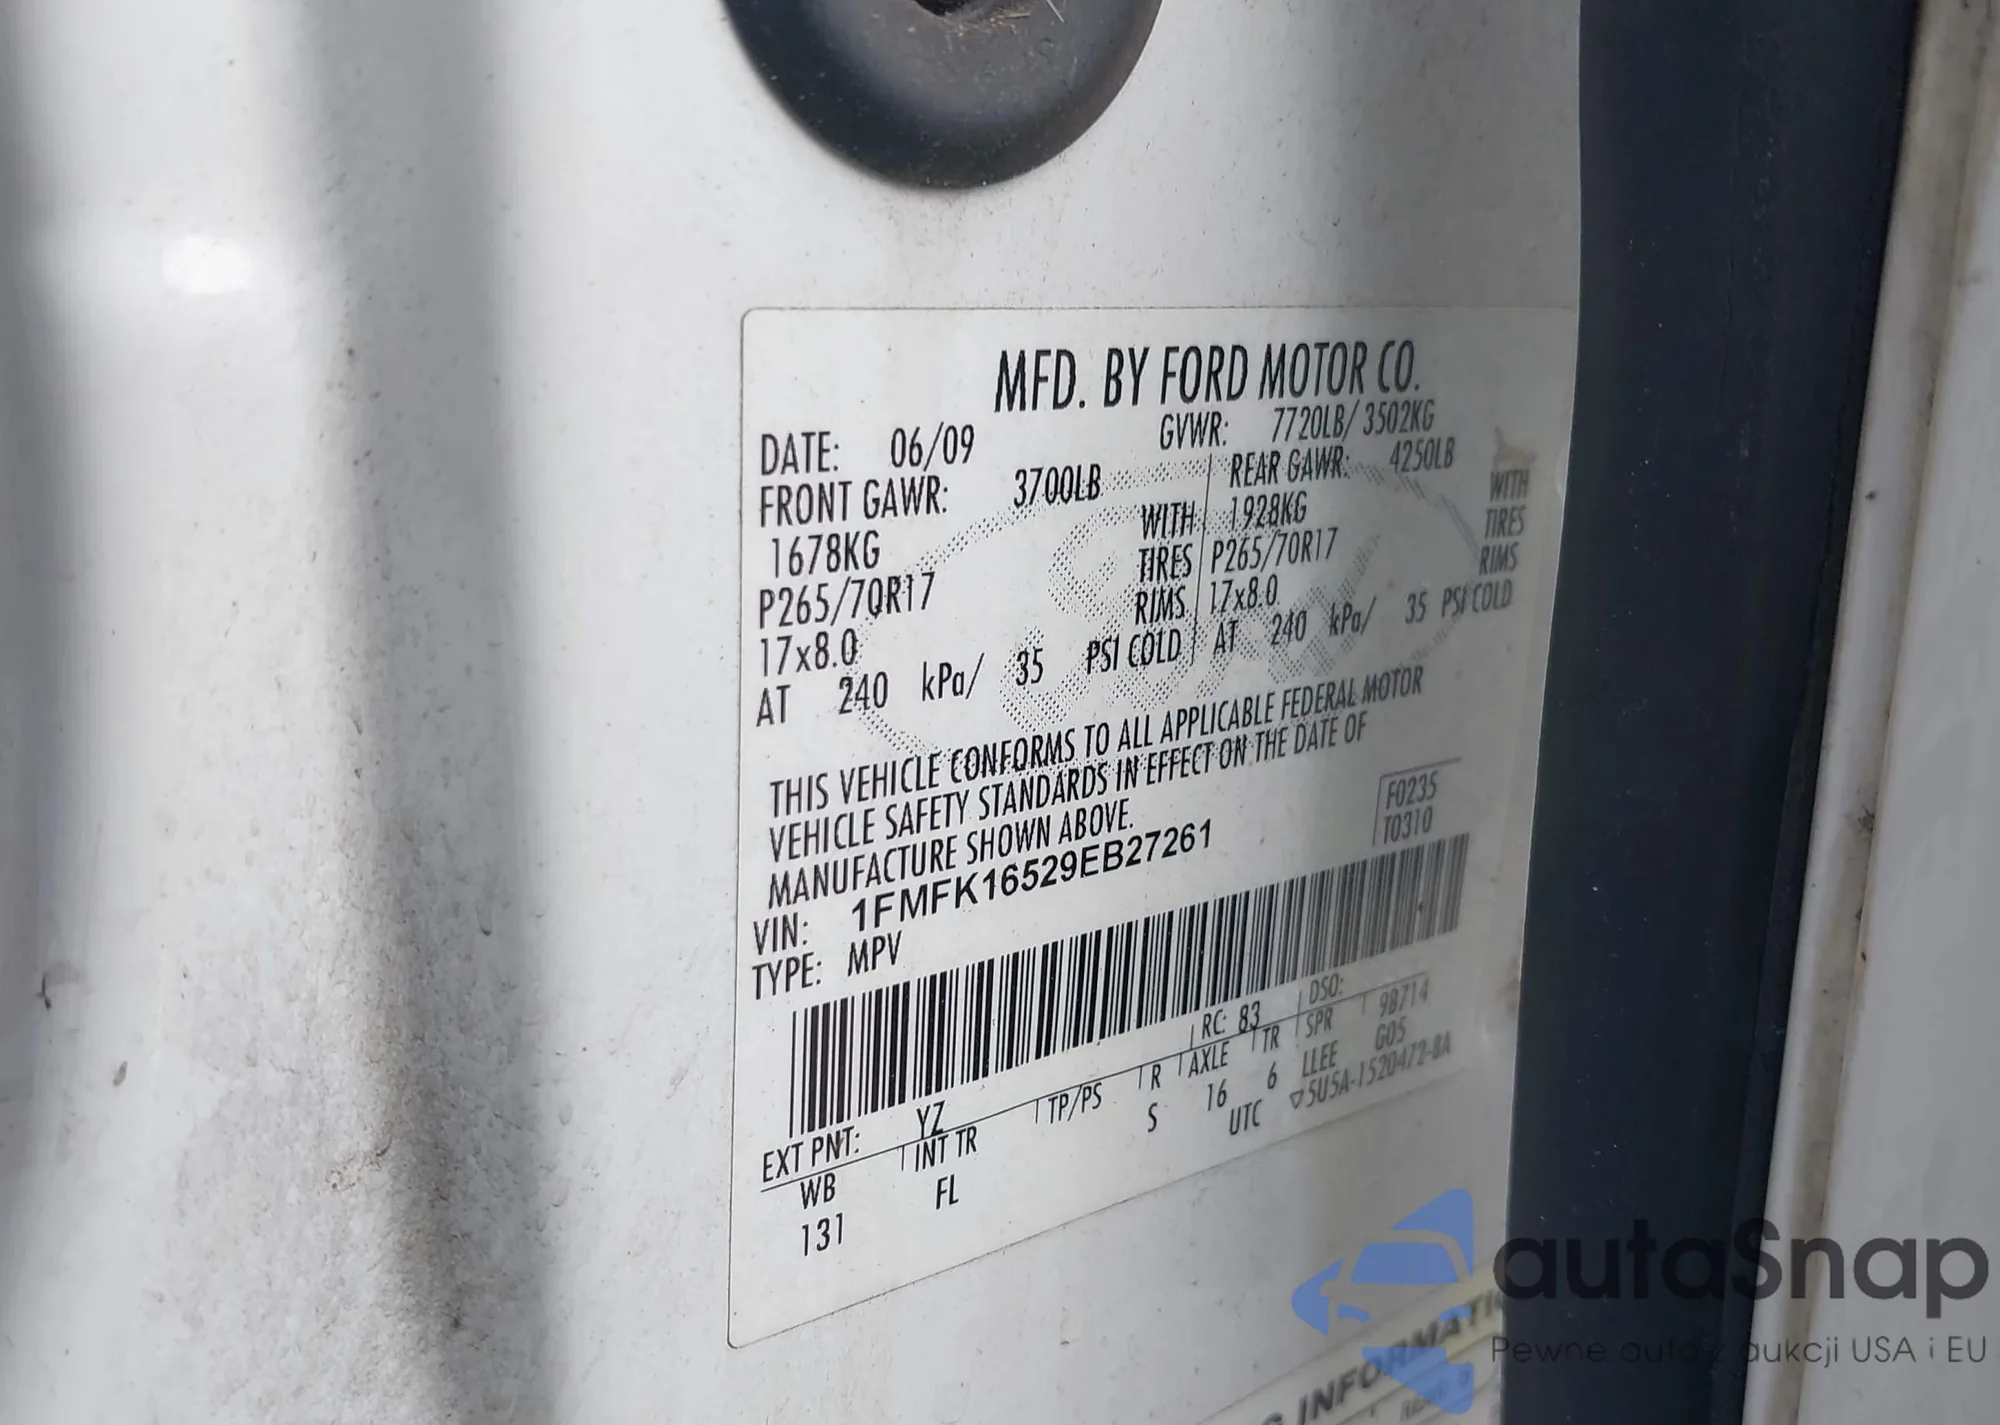 MFD. BY FORD MOTOR CO.
DATE: 06/09 GVWR: 7720LB/ 3502KG
FRONT GAWR: 3700LB REAR GAWR: 4250LB
1678KG WITH 1928KG WITH
P265/70R17 TIRES P265/70R17 TIRES
17x8.0 RIMS 17x8.0 RIMS
AT 240 kPa/ 35 PSI COLD AT 240 kPa/ 35 PSI COLD
THIS VEHICLE CONFORMS TO ALL APPLICABLE FEDERAL MOTOR
VEHICLE SAFETY STANDARDS IN EFFECT ON THE DATE OF
MANUFACTURE SHOWN ABOVE.
F0235
T0310
VIN: 1FMFK16529EB27261
TYPE: MPV
EXT PNT: YZ RC: 83 DSO: 9B714
WB INT TR TP/PS R AXLE TR SPR G05
131 FL S 16 6 LLEE
UTC ▽5U5A-1520472-BA
INFORMATI
autaSnap
Pewne auta z aukcji USA i EU